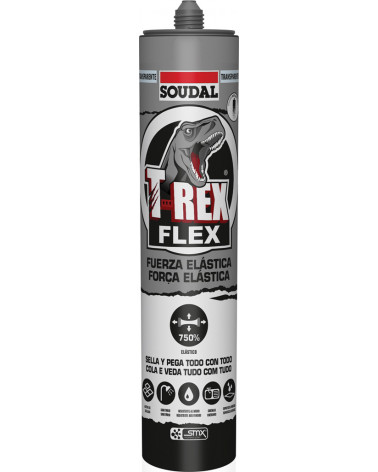 TRANSPARENTE
SOUDAL
T-REX
®
FLEX
FUERZA ELÁSTICA
FORÇA ELÁSTICA
750%
ELÁSTICO
SELLA Y PEGA TODO CON TODO
COLA E VEDA TUDO COM TUDO
SMX